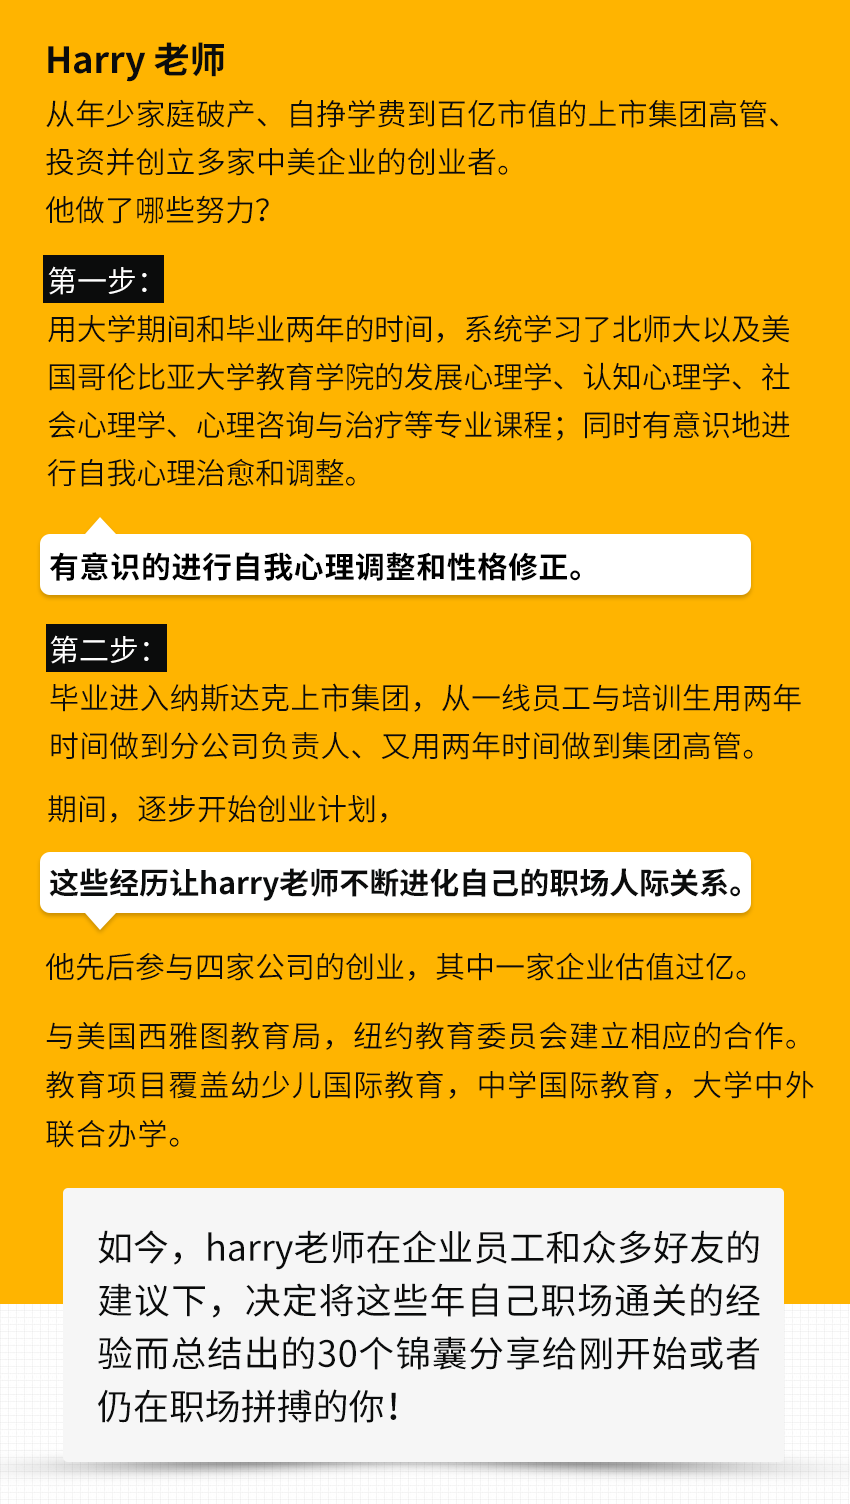 Harry 老师
从年少家庭破产、自挣学费到百亿市值的上市集团高管、
投资并创立多家中美企业的创业者。
他做了哪些努力？
第一步：
用大学期间和毕业两年的时间，系统学习了北师大以及美
国哥伦比亚大学教育学院的发展心理学、认知心理学、社
会心理学、心理咨询与治疗等专业课程；同时有意识地进
行自我心理治愈和调整。
有意识的进行自我心理调整和性格修正。
第二步：
毕业进入纳斯达克上市集团，从一线员工与培训生用两年
时间做到分公司负责人、又用两年时间做到集团高管。
期间，逐步开始创业计划，
这些经历让harry老师不断进化自己的职场人际关系。
他先后参与四家公司的创业，其中一家企业估值过亿。
与美国西雅图教育局，纽约教育委员会建立相应的合作。
教育项目覆盖幼少儿国际教育，中学国际教育，大学中外
联合办学。
如今，harry老师在企业员工和众多好友的
建议下，决定将这些年自己职场通关的经
验而总结出的30个锦囊分享给刚开始或者
仍在职场拼搏的你！